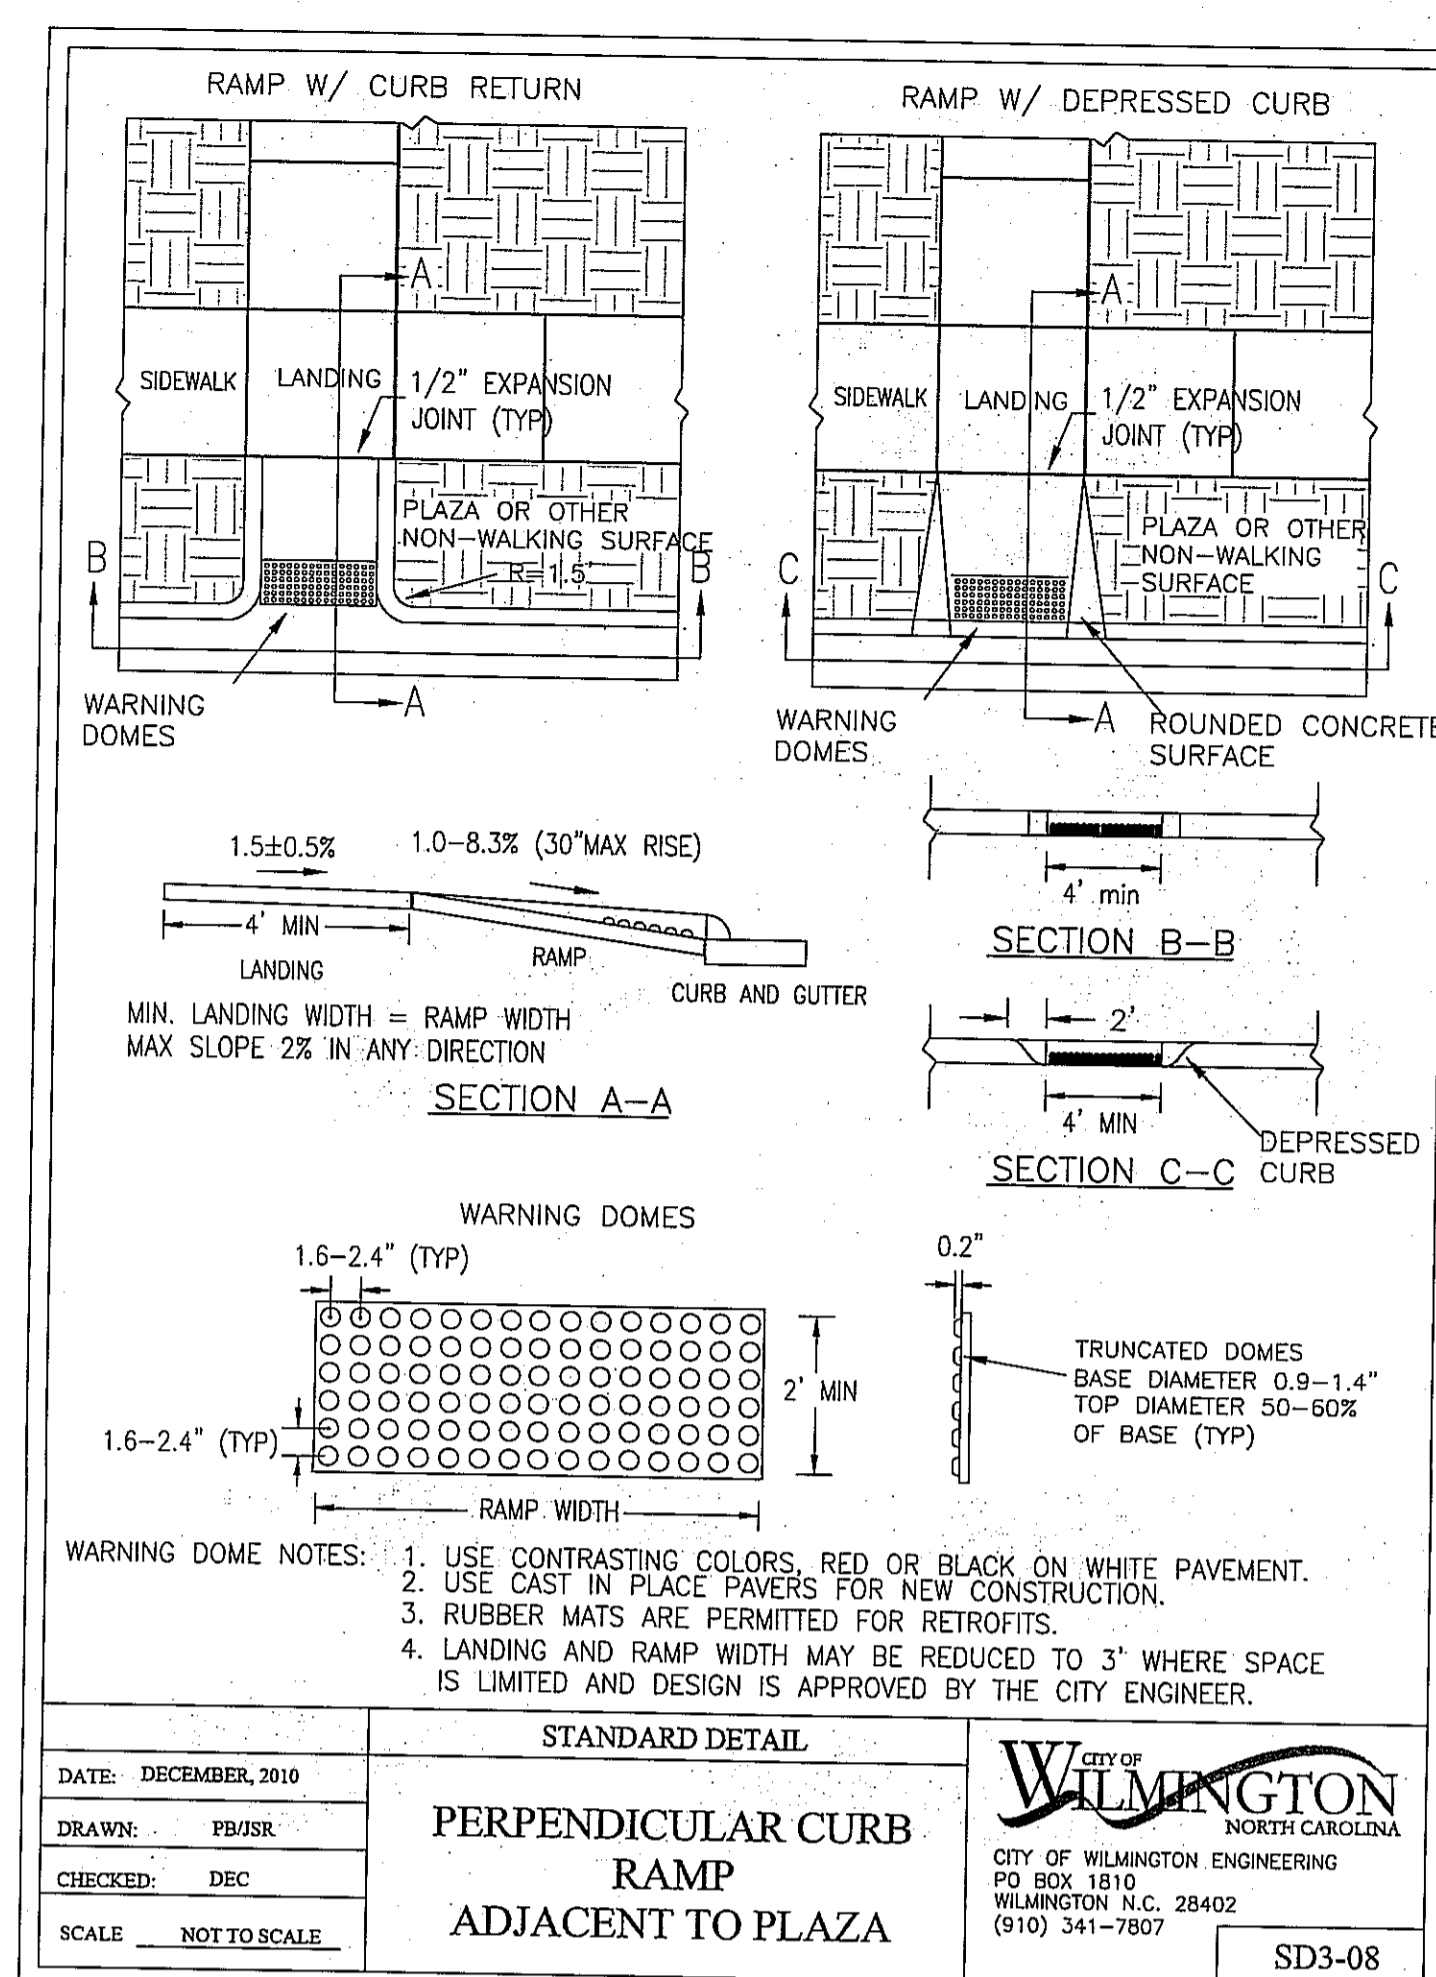 RAMP W/ CURB RETURN
SIDEWALK
LANDING
1/2" EXPANSION
JOINT (TYP)
A
PLAZA OR OTHER
NON-WALKING SURFACE
R=1.5'
B
B
A
WARNING
DOMES
RAMP W/ DEPRESSED CURB
A
SIDEWALK
LANDING
1/2" EXPANSION
JOINT (TYP)
PLAZA OR OTHER
NON-WALKING
SURFACE
C
C
WARNING
DOMES
A
ROUNDED CONCRETE
SURFACE
1.5±0.5%
1.0-8.3% (30"MAX RISE)
4' MIN
LANDING
RAMP
CURB AND GUTTER
MIN. LANDING WIDTH = RAMP WIDTH
MAX SLOPE 2% IN ANY DIRECTION
SECTION A-A
4' min
SECTION B-B
2'
4' MIN
SECTION C-C
DEPRESSED
CURB
WARNING DOMES
1.6-2.4" (TYP)
1.6-2.4" (TYP)
2' MIN
RAMP WIDTH
0.2"
TRUNCATED DOMES
BASE DIAMETER 0.9-1.4"
TOP DIAMETER 50-60%
OF BASE (TYP)
WARNING DOME NOTES: 1. USE CONTRASTING COLORS, RED OR BLACK ON WHITE PAVEMENT.
2. USE CAST IN PLACE PAVERS FOR NEW CONSTRUCTION.
3. RUBBER MATS ARE PERMITTED FOR RETROFITS.
4. LANDING AND RAMP WIDTH MAY BE REDUCED TO 3' WHERE SPACE
IS LIMITED AND DESIGN IS APPROVED BY THE CITY ENGINEER.
DATE: DECEMBER, 2010
DRAWN: PB/JSR
CHECKED: DEC
SCALE NOT TO SCALE
STANDARD DETAIL
PERPENDICULAR CURB
RAMP
ADJACENT TO PLAZA
CITY OF
WILMINGTON
NORTH CAROLINA
CITY OF WILMINGTON ENGINEERING
PO BOX 1810
WILMINGTON N.C. 28402
(910) 341-7807
SD3-08